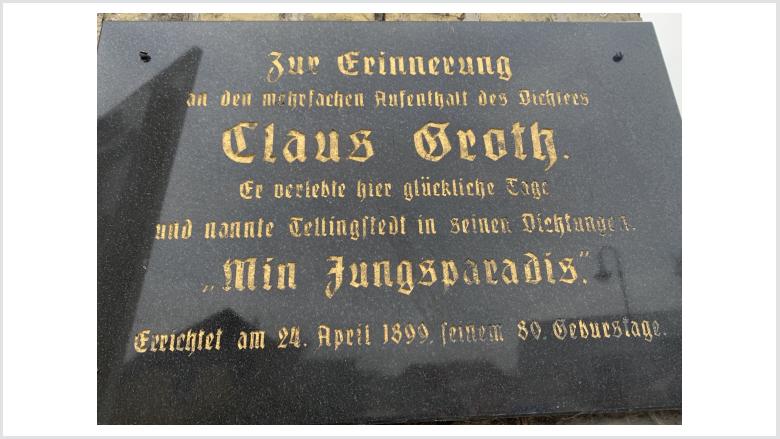 Zur Erinnerung
an den mehrfachen Aufenthalt des Dichters
Claus Groth.
Er verlebte hier glückliche Tage
und nannte Tellingstedt in seinen Dichtungen.
„Min Jungsparadis."
Errichtet am 24. April 1899. seinem 80. Geburstage.